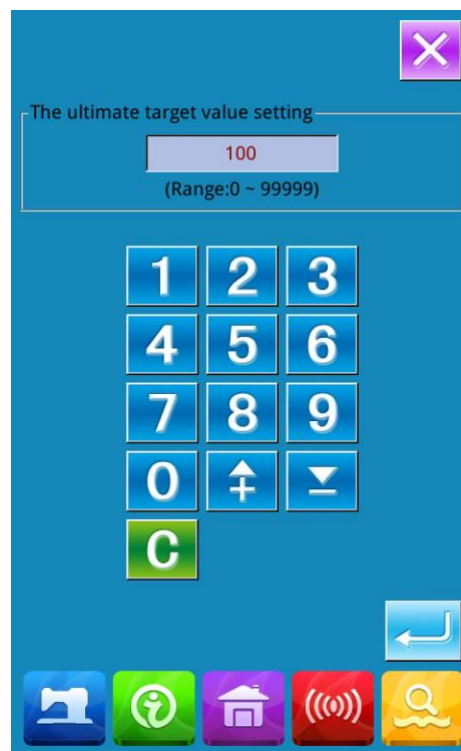 The ultimate target value setting
100
(Range:0 ~ 99999)
1 2 3
4 5 6
7 8 9
0
C